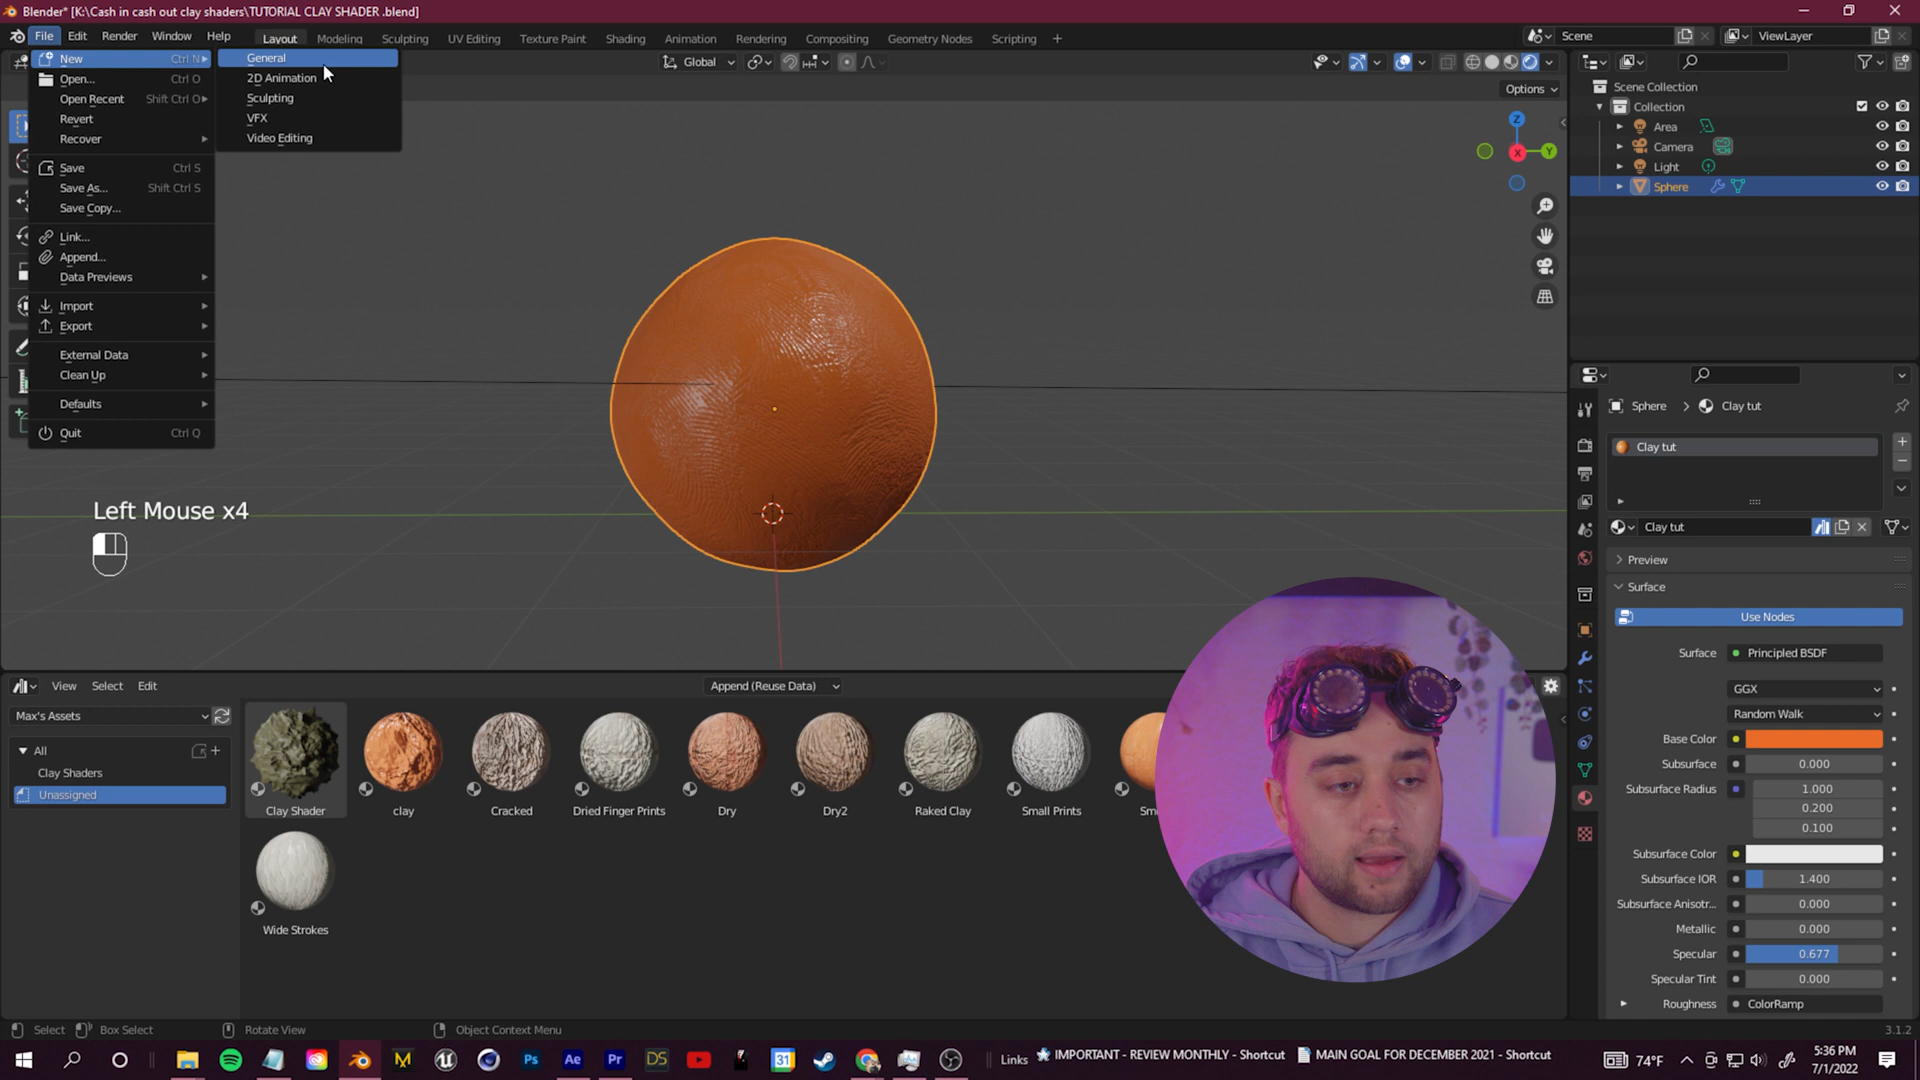 Blender* [K:\Cash in cash out clay shaders\TUTORIAL CLAY SHADER .blend]
File Edit Render Window Help Layout Modeling Sculpting UV Editing Texture Paint Shading Animation Rendering Compositing Geometry Nodes Scripting + Scene ViewLayer
New Ctrl N
Open... Ctrl O
Open Recent Shift Ctrl O
Revert
Recover
Save Ctrl S
Save As... Shift Ctrl S
Save Copy...
Link...
Append...
Data Previews
Import
Export
External Data
Clean Up
Defaults
Quit Ctrl Q
General
2D Animation
Sculpting
VFX
Video Editing
Global
Options
Z
X
Y
Left Mouse x4
Scene Collection
Collection
Area
Camera
Light
Sphere
Sphere > Clay tut
Clay tut
Clay tut
Preview
Surface
Use Nodes
Surface Principled BSDF
GGX
Random Walk
Base Color
Subsurface 0.000
Subsurface Radius 1.000
0.200
0.100
Subsurface Color
Subsurface IOR 1.400
Subsurface Anisotr... 0.000
Metallic 0.000
Specular 0.677
Specular Tint 0.000
Roughness ColorRamp
View Select Edit Append (Reuse Data)
Max's Assets
All
Clay Shaders
Unassigned
Clay Shader clay Cracked Dried Finger Prints Dry Dry2 Raked Clay Small Prints
Wide Strokes
Select Box Select Rotate View Object Context Menu 3.1.2
Ps Ae Pr DS 31 Links IMPORTANT - REVIEW MONTHLY - Shortcut MAIN GOAL FOR DECEMBER 2021 - Shortcut 74°F 5:36 PM
7/1/2022